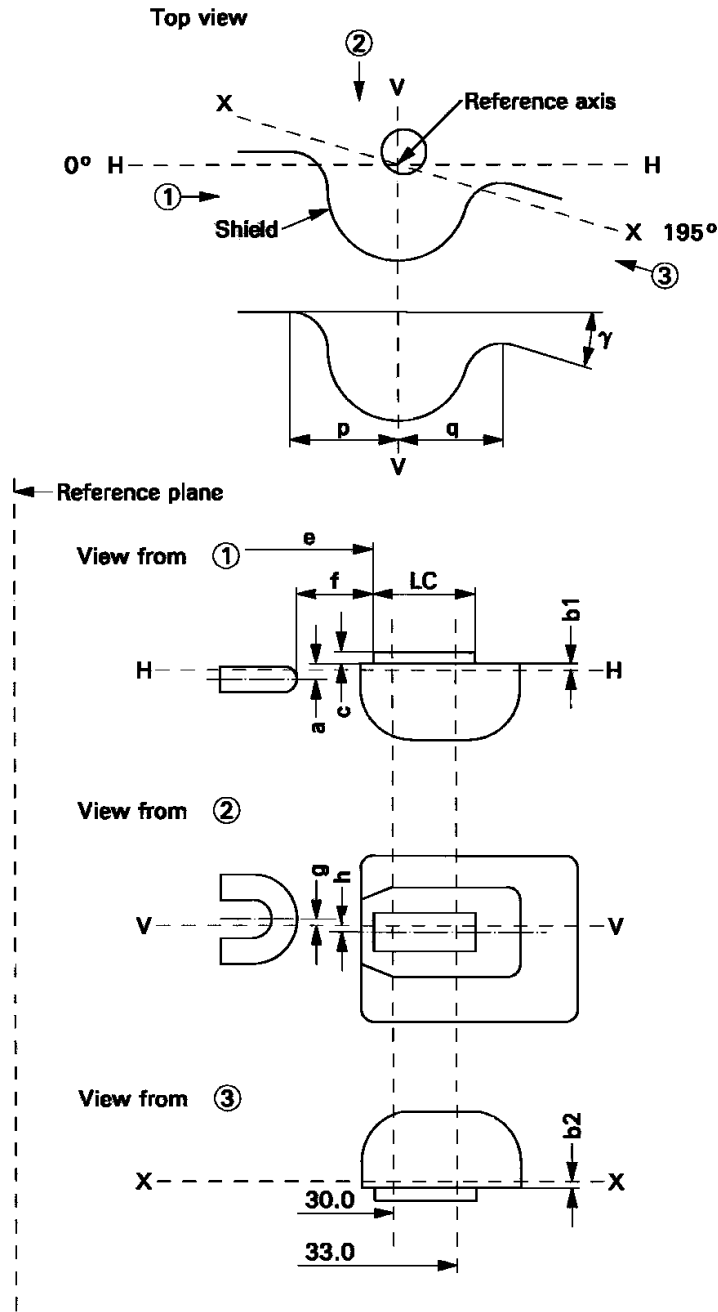 Top view
②
V
X
Reference axis
0° H
H
①
Shield
X 195°
③
γ
p
q
V
Reference plane
e
View from ①
f
LC
b1
H
H
a
c
View from ②
g
h
V
V
View from ③
b2
X
X
30.0
33.0